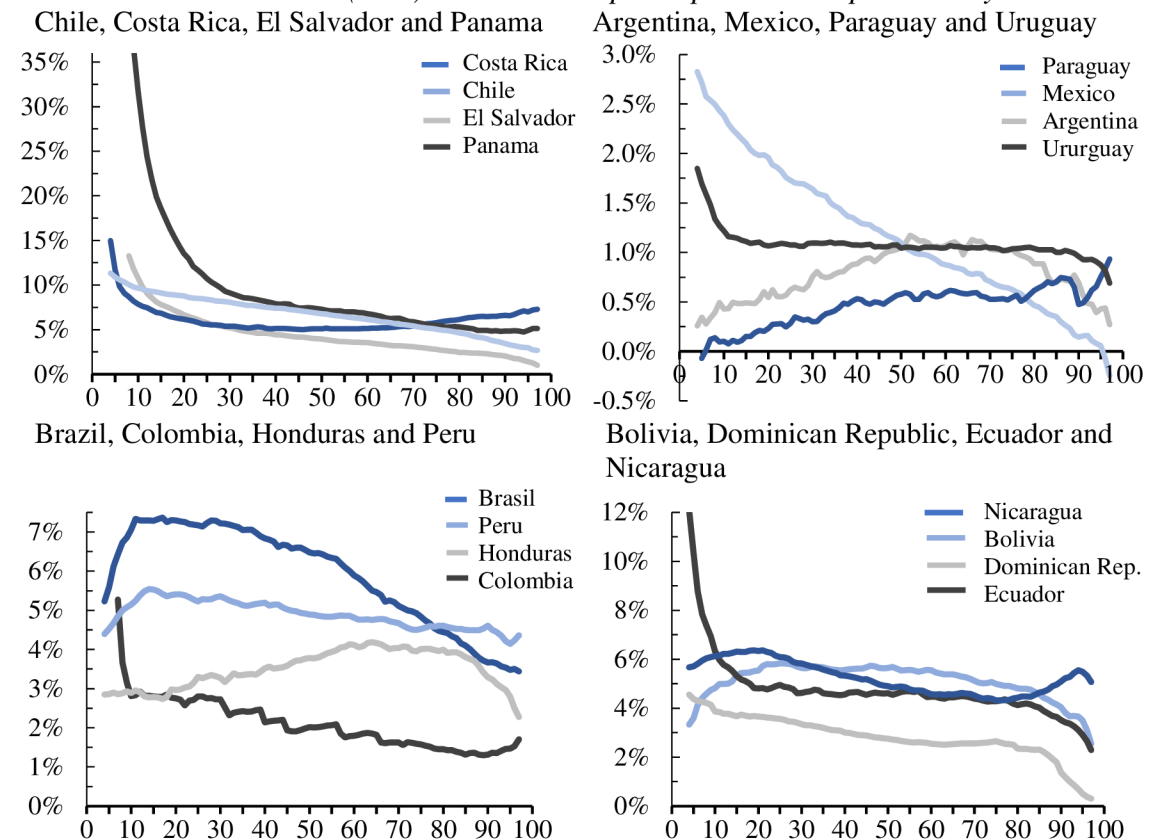 Chile, Costa Rica, El Salvador and Panama
35%
30%
25%
20%
15%
10%
5%
0%
0 10 20 30 40 50 60 70 80 90 100
Costa Rica
Chile
El Salvador
Panama
Argentina, Mexico, Paraguay and Uruguay
3.0%
2.5%
2.0%
1.5%
1.0%
0.5%
0.0%
-0.5%
0 10 20 30 40 50 60 70 80 90 100
Paraguay
Mexico
Argentina
Ururguay
Brazil, Colombia, Honduras and Peru
7%
6%
5%
4%
3%
2%
1%
0%
0 10 20 30 40 50 60 70 80 90 100
Brasil
Peru
Honduras
Colombia
Bolivia, Dominican Republic, Ecuador and
Nicaragua
12%
10%
8%
6%
4%
2%
0%
0 10 20 30 40 50 60 70 80 90 100
Nicaragua
Bolivia
Dominican Rep.
Ecuador